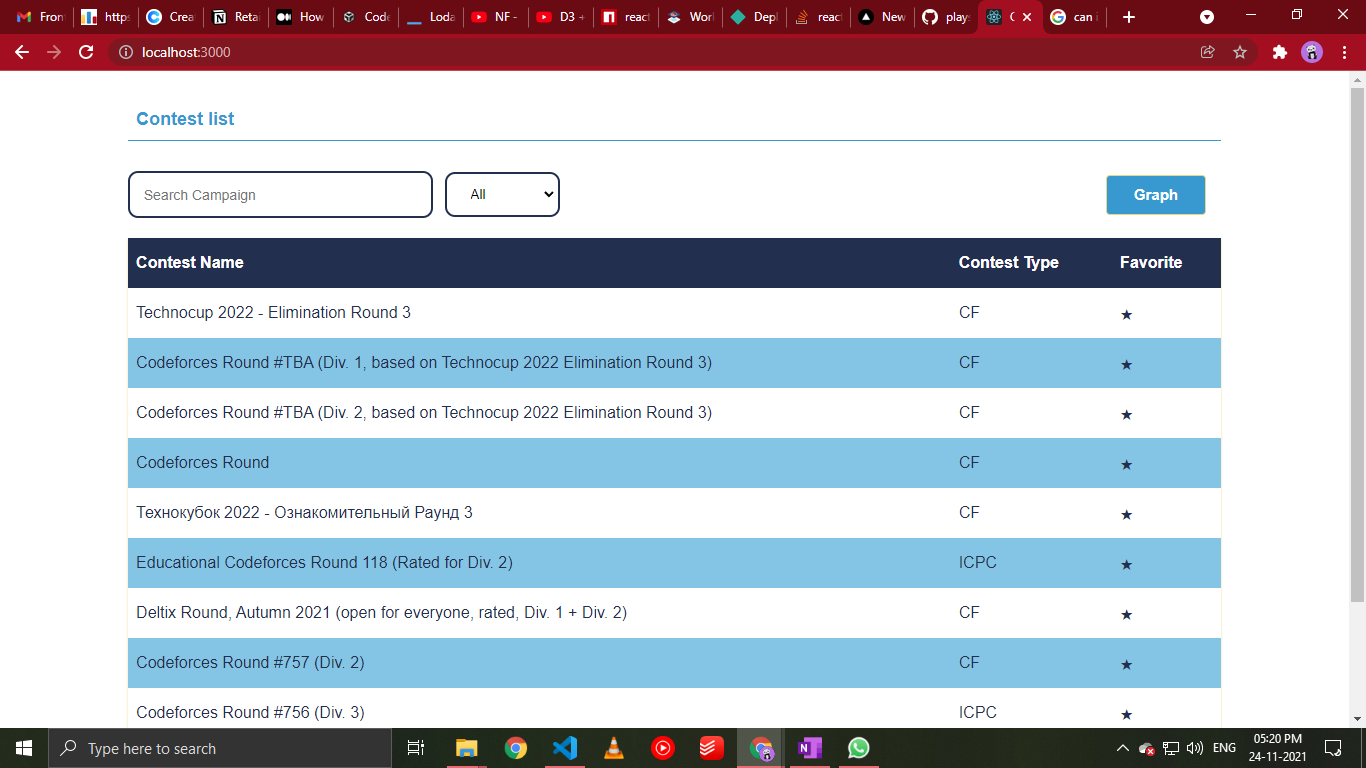 Fron https Crea Retai How Code Loda NF - D3 + react Worl Depl react New plays C can i
localhost:3000
Contest list
Search Campaign All Graph
Contest Name Contest Type Favorite
Technocup 2022 - Elimination Round 3 CF ★
Codeforces Round #TBA (Div. 1, based on Technocup 2022 Elimination Round 3) CF ★
Codeforces Round #TBA (Div. 2, based on Technocup 2022 Elimination Round 3) CF ★
Codeforces Round CF ★
Технокубок 2022 - Ознакомительный Раунд 3 CF ★
Educational Codeforces Round 118 (Rated for Div. 2) ICPC ★
Deltix Round, Autumn 2021 (open for everyone, rated, Div. 1 + Div. 2) CF ★
Codeforces Round #757 (Div. 2) CF ★
Codeforces Round #756 (Div. 3) ICPC ★
Type here to search ENG 05:20 PM
24-11-2021